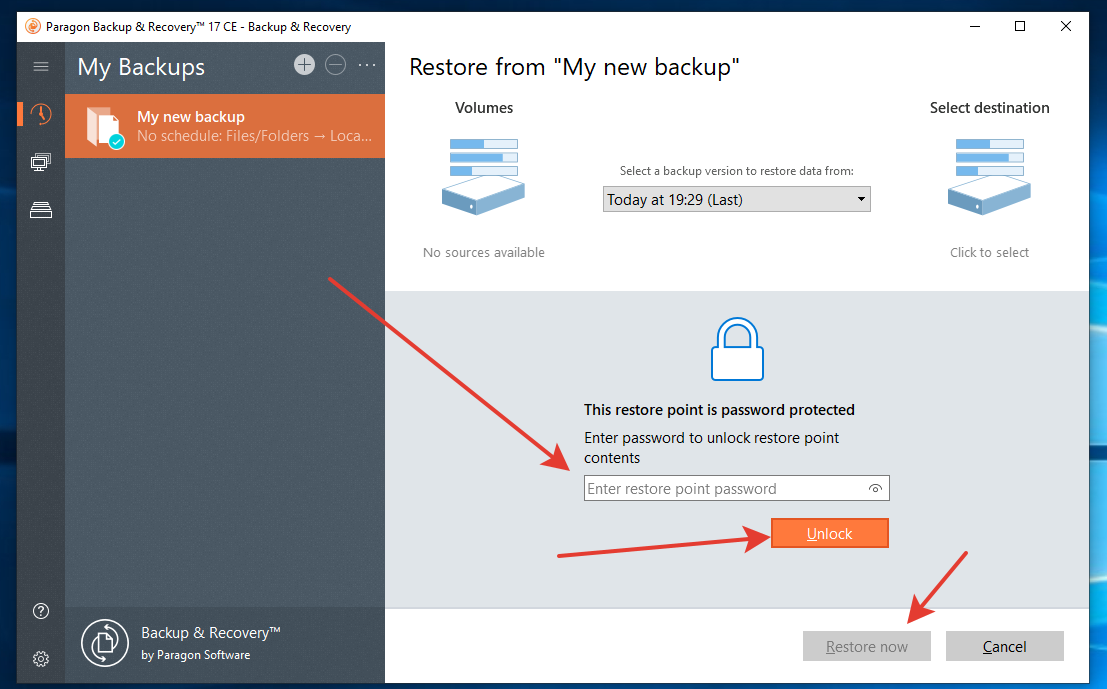 Paragon Backup & Recovery™ 17 CE - Backup & Recovery
My Backups
My new backup
No schedule: Files/Folders → Loca...
Backup & Recovery™
by Paragon Software
Restore from "My new backup"
Volumes
No sources available
Select a backup version to restore data from:
Today at 19:29 (Last)
Select destination
Click to select
This restore point is password protected
Enter password to unlock restore point
contents
Enter restore point password
Unlock
Restore now
Cancel